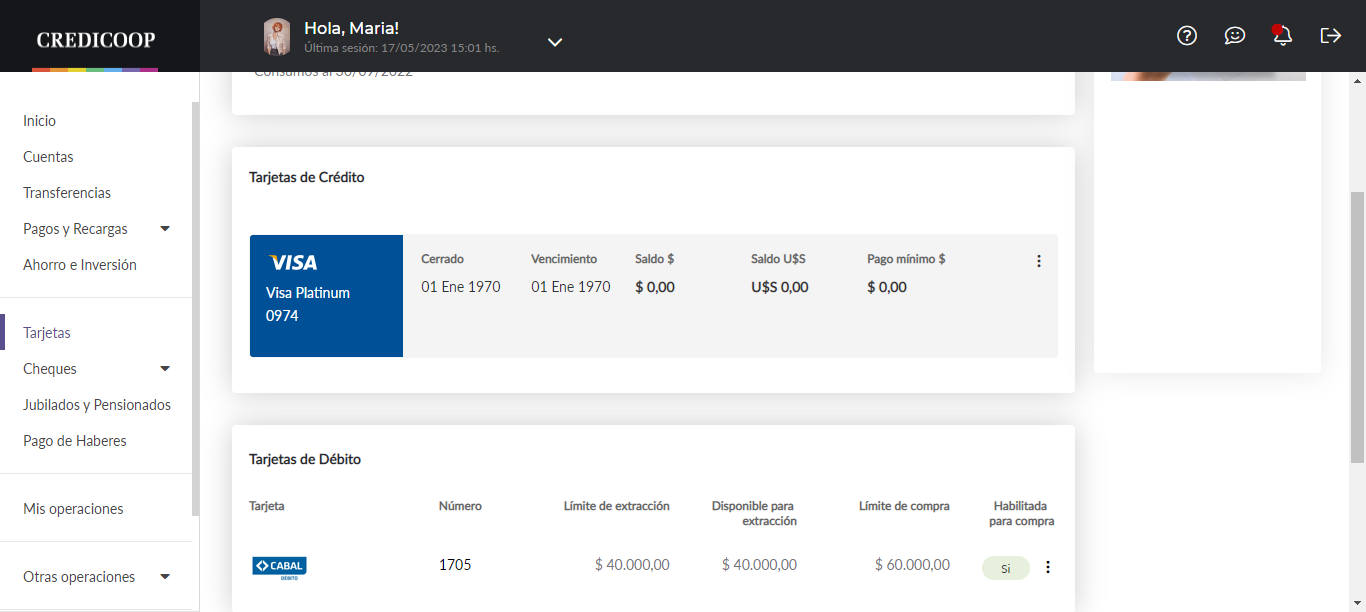 CREDICOOP
Hola, Maria!
Última sesión: 17/05/2023 15:01 hs.
Inicio
Cuentas
Transferencias
Pagos y Recargas
Ahorro e Inversión
Tarjetas
Cheques
Jubilados y Pensionados
Pago de Haberes
Mis operaciones
Otras operaciones
Consumos al 30/09/2022
Tarjetas de Crédito
VISA
Visa Platinum
0974
Cerrado Vencimiento Saldo $ Saldo U$S Pago mínimo $
01 Ene 1970 01 Ene 1970 $ 0,00 U$S 0,00 $ 0,00
Tarjetas de Débito
Tarjeta Número Límite de extracción Disponible para extracción Límite de compra Habilitada para compra
CABAL DÉBITO 1705 $ 40.000,00 $ 40.000,00 $ 60.000,00 Si